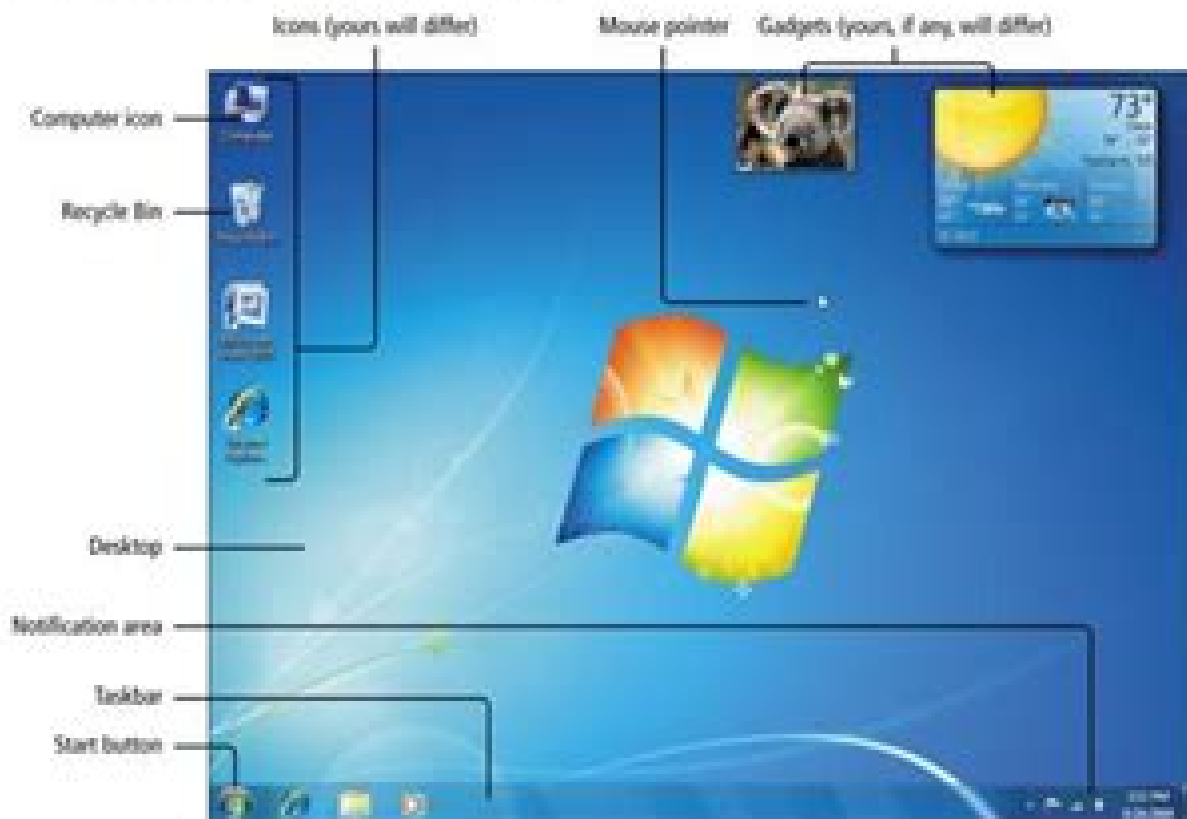 Icons (yours will differ)
Mouse pointer
Gadgets (yours, if any, will differ)
Computer icon
Computer
73°
Recycle Bin
Desktop
Notification area
Taskbar
Start button